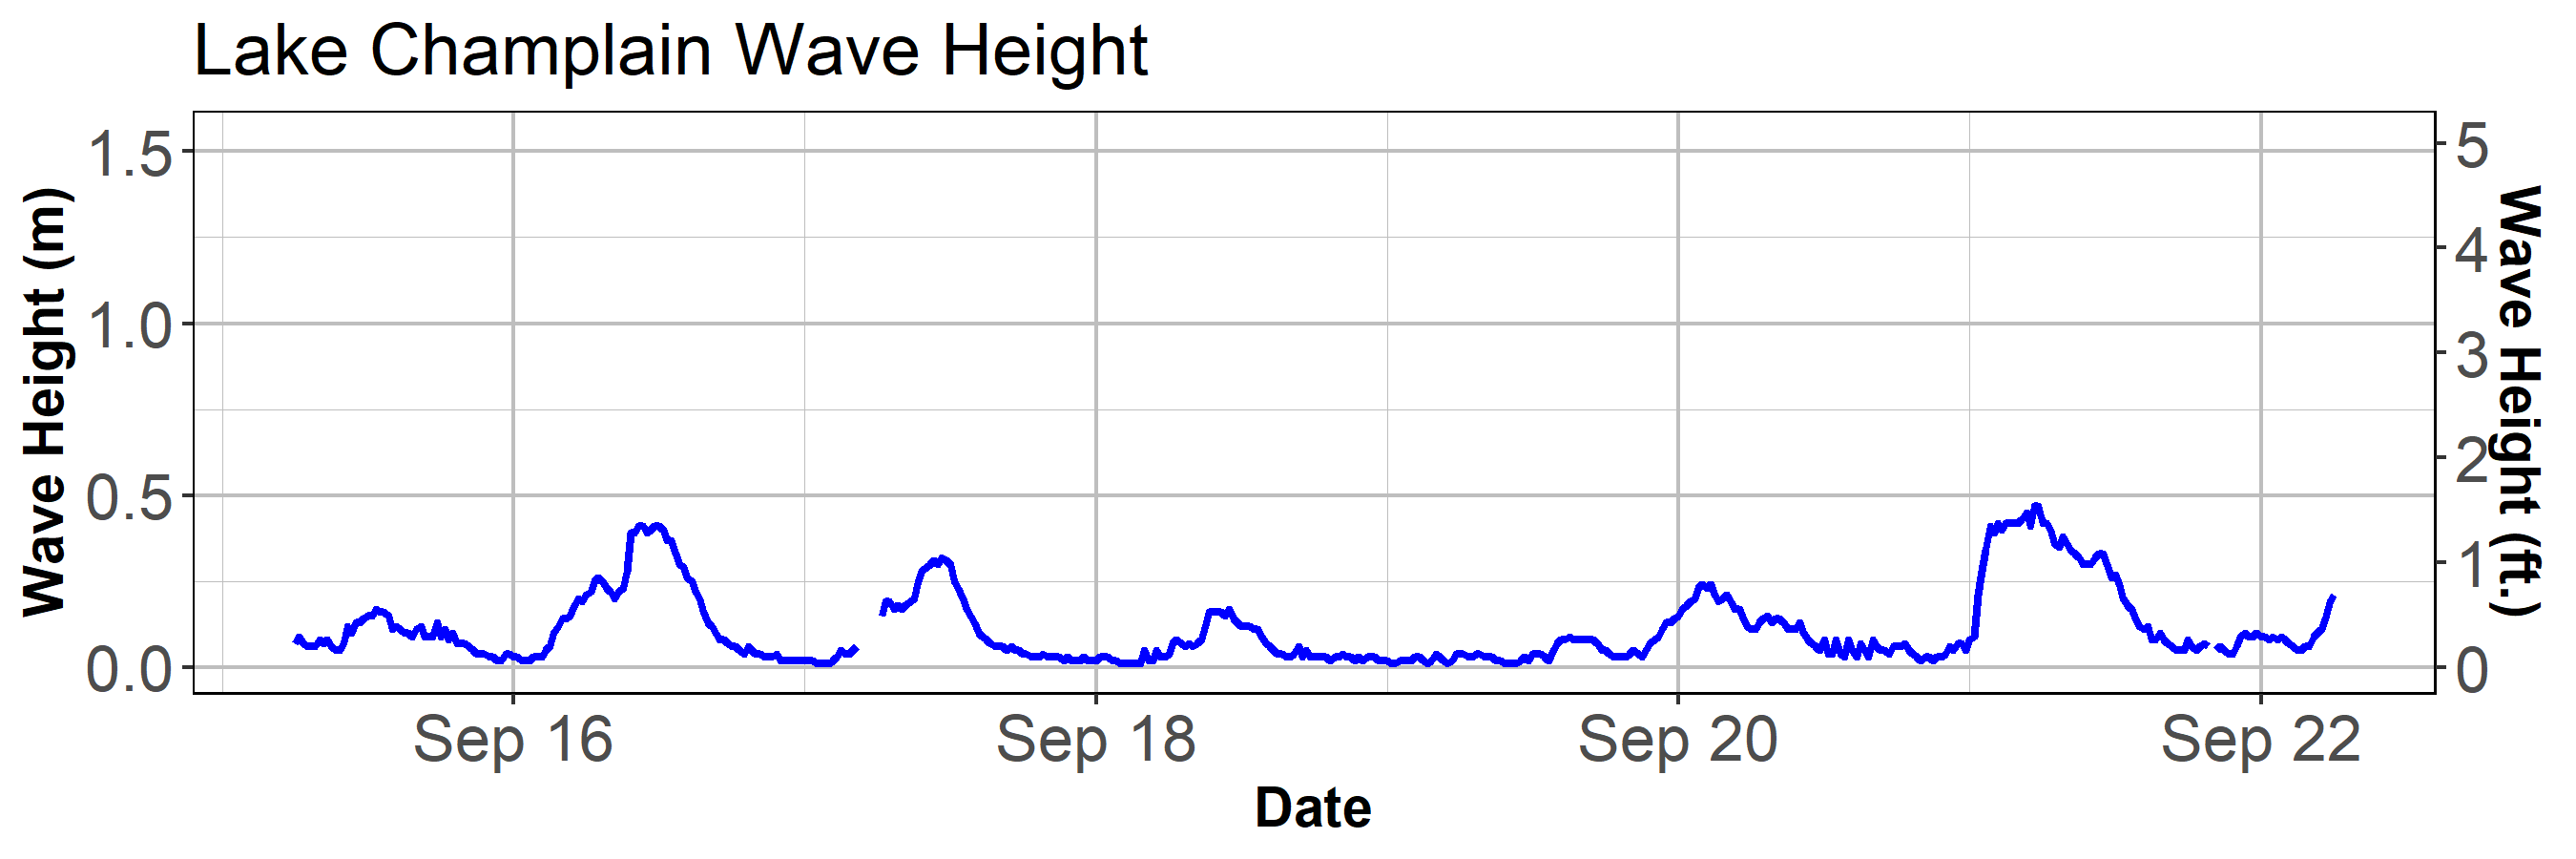 Lake Champlain Wave Height
Wave Height (m)
1.5
1.0
0.5
0.0
5
4
3
2
1
0
Wave Height (ft.)
Sep 16
Sep 18
Sep 20
Sep 22
Date